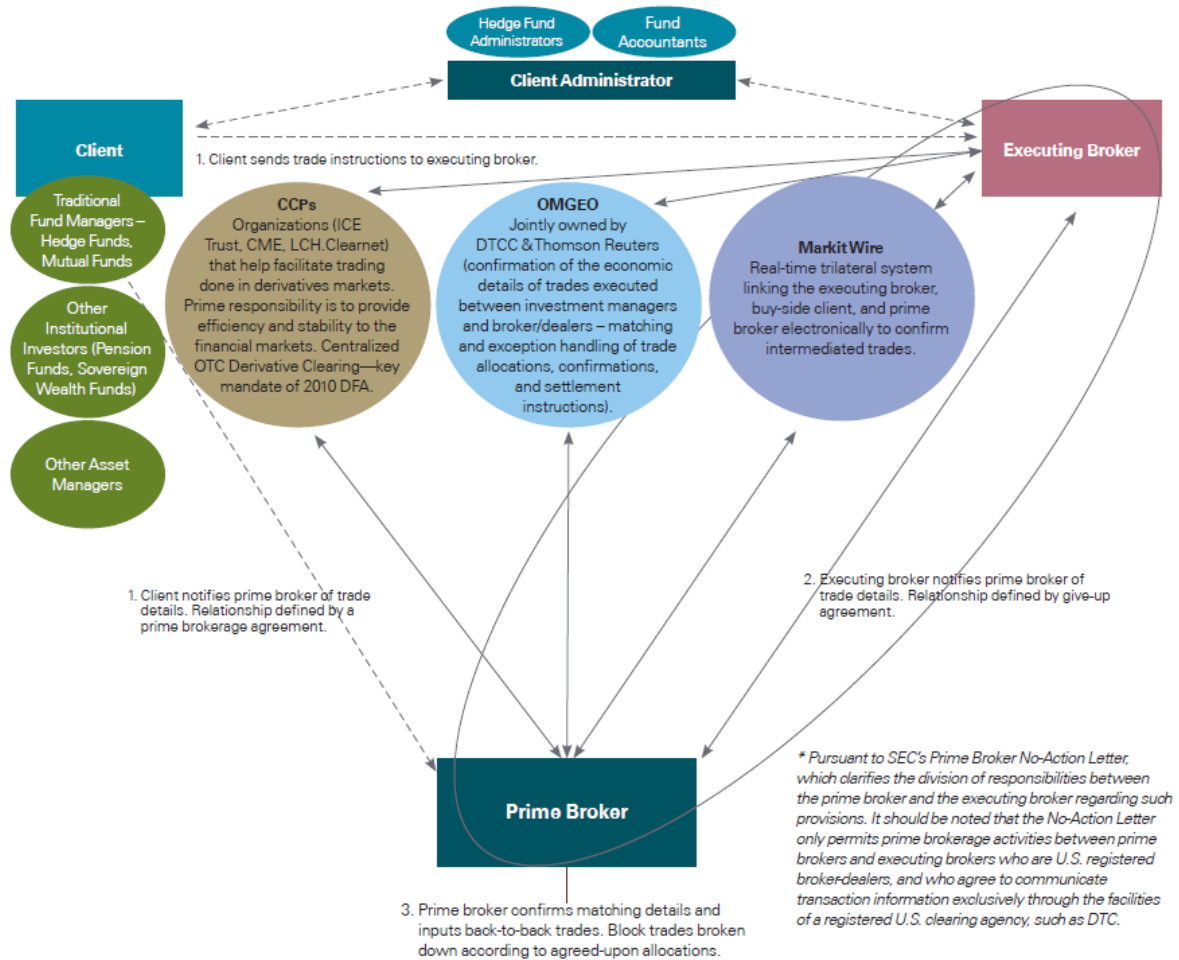 Hedge Fund
Administrators
Fund
Accountants
Client Administrator
Client
Executing Broker
1. Client sends trade instructions to executing broker.
Traditional
Fund Managers –
Hedge Funds,
Mutual Funds
Other
Institutional
Investors (Pension
Funds, Sovereign
Wealth Funds)
Other Asset
Managers
CCPs
Organizations (ICE
Trust, CME, LCH.Clearnet)
that help facilitate trading
done in derivatives markets.
Prime responsibility is to provide
efficiency and stability to the
financial markets. Centralized
OTC Derivative Clearing—key
mandate of 2010 DFA.
OMGEO
Jointly owned by
DTCC & Thomson Reuters
(confirmation of the economic
details of trades executed
between investment managers
and broker/dealers – matching
and exception handling of trade
allocations, confirmations,
and settlement
instructions).
Markit Wire
Real-time trilateral system
linking the executing broker,
buy-side client, and prime
broker electronically to confirm
intermediated trades.
1. Client notifies prime broker of trade
details. Relationship defined by a
prime brokerage agreement.
2. Executing broker notifies prime broker of
trade details. Relationship defined by give-up
agreement.
Prime Broker
3. Prime broker confirms matching details and
inputs back-to-back trades. Block trades broken
down according to agreed-upon allocations.
* Pursuant to SEC's Prime Broker No-Action Letter,
which clarifies the division of responsibilities between
the prime broker and the executing broker regarding such
provisions. It should be noted that the No-Action Letter
only permits prime brokerage activities between prime
brokers and executing brokers who are U.S. registered
broker-dealers, and who agree to communicate
transaction information exclusively through the facilities
of a registered U.S. clearing agency, such as DTC.